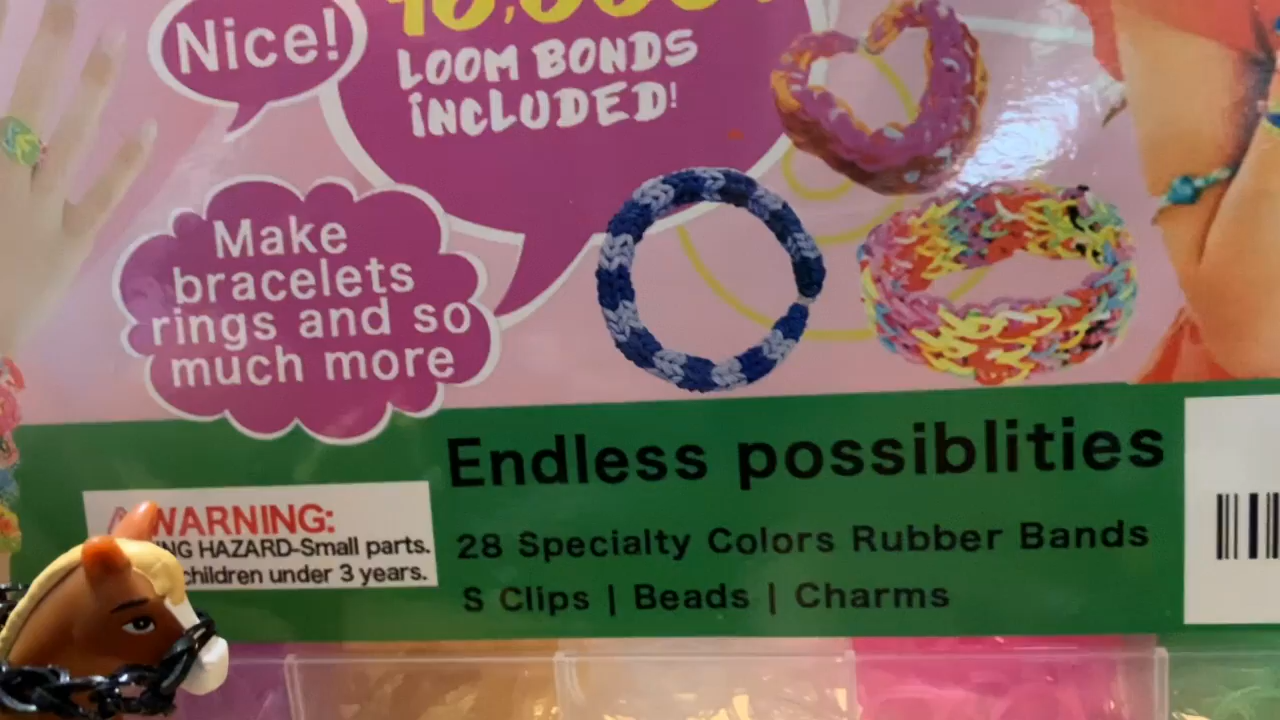 Nice!
LOOM BONDS
INCLUDED!
Make
bracelets
rings and so
much more
Endless possiblities
WARNING:
HAZARD-Small parts.
children under 3 years.
28 Specialty Colors Rubber Bands
S Clips | Beads | Charms